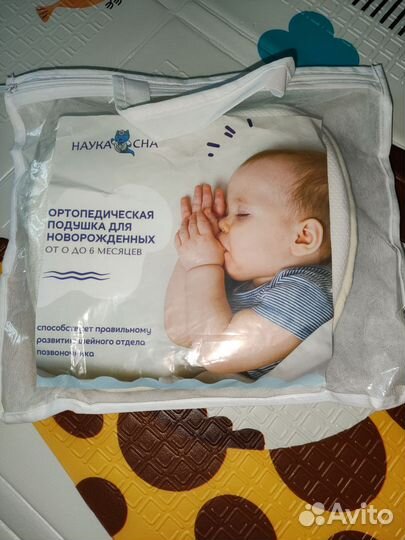 НАУКА СНА
ОРТОПЕДИЧЕСКАЯ
ПОДУШКА ДЛЯ
НОВОРОЖДЕННЫХ
ОТ 0 ДО 6 МЕСЯЦЕВ
способствует правильному
развитию шейного отдела
позвоночника
Avito